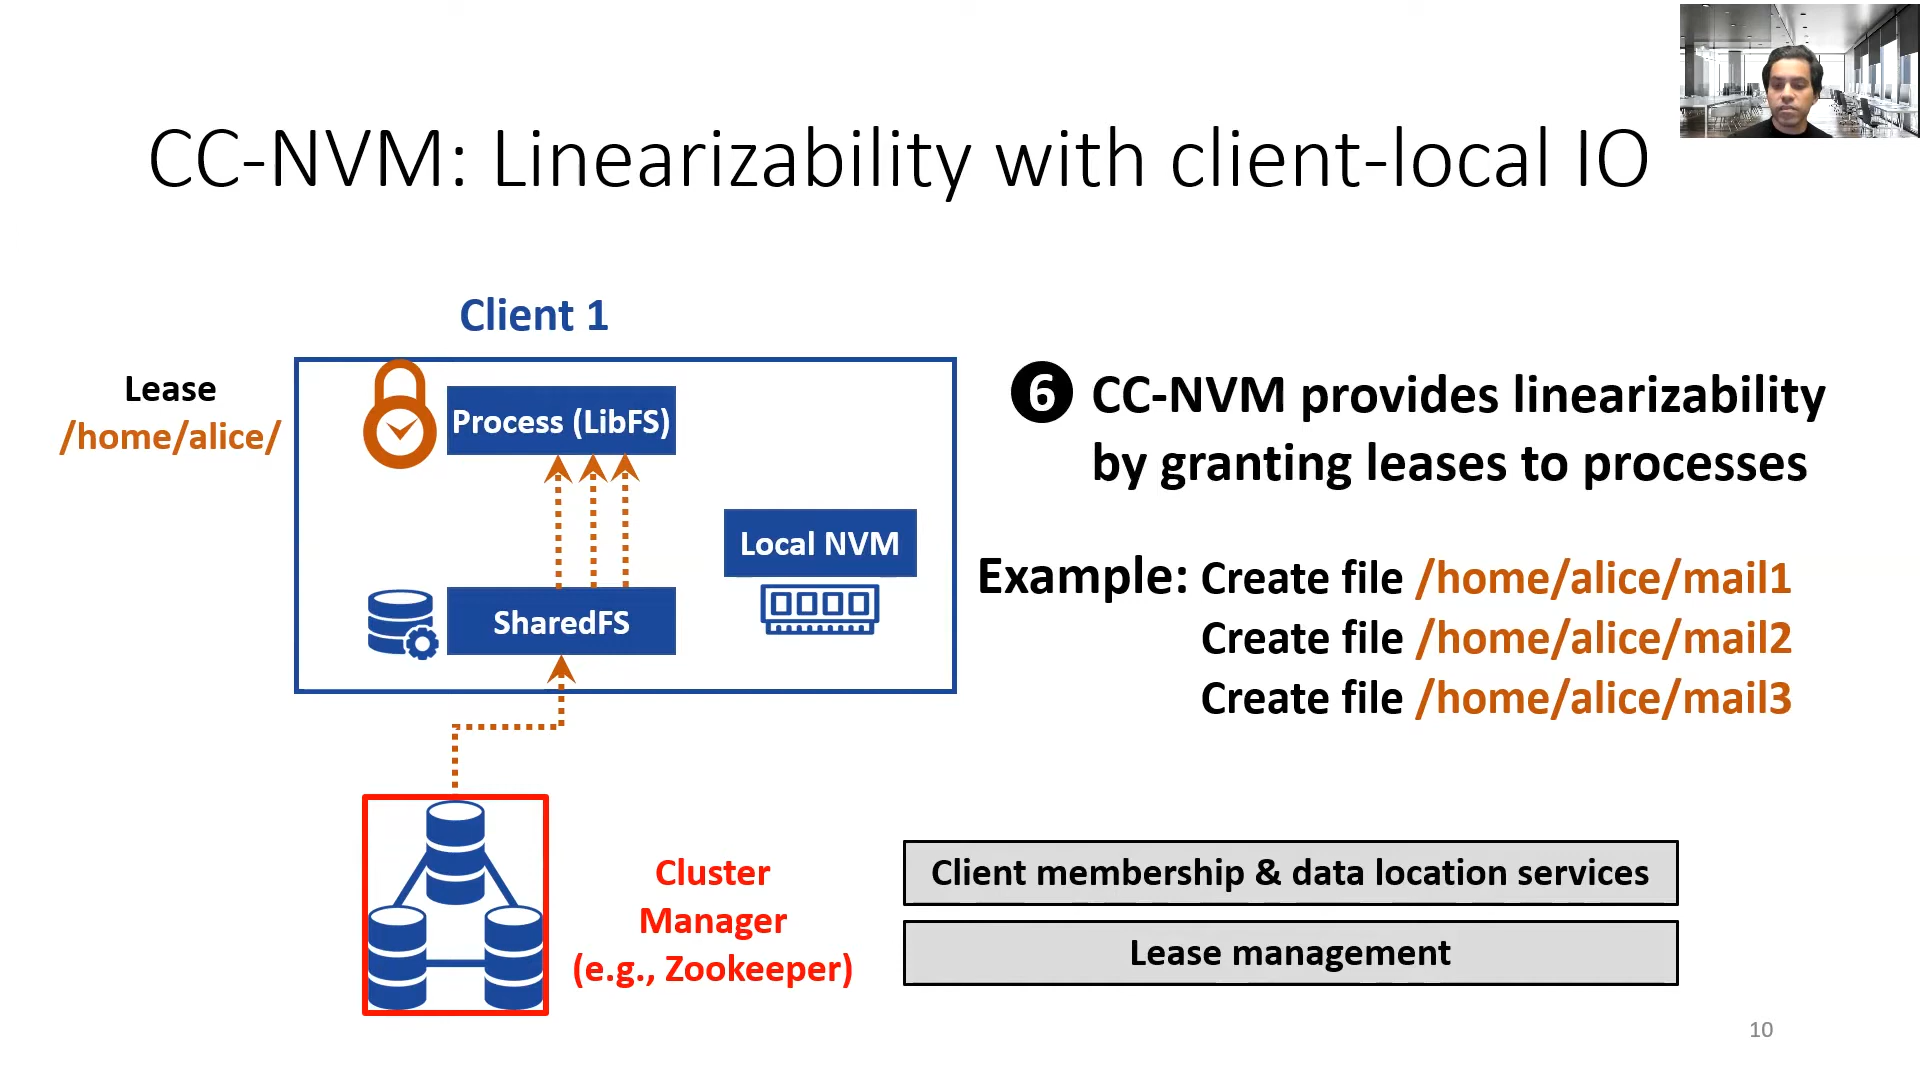 CC-NVM: Linearizability with client-local IO
Client 1
Lease
/home/alice/
Process (LibFS)
Local NVM
SharedFS
❻ CC-NVM provides linearizability
by granting leases to processes
Example: Create file /home/alice/mail1
Create file /home/alice/mail2
Create file /home/alice/mail3
Cluster
Manager
(e.g., Zookeeper)
Client membership & data location services
Lease management
10